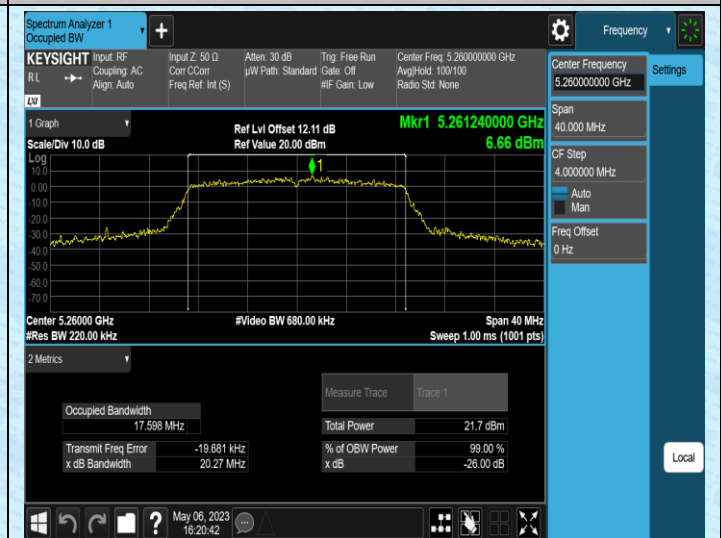 Spectrum Analyzer 1
Occupied BW
+
Frequency
KEYSIGHT
RL
LXI
Input: RF
Coupling: AC
Align: Auto
Input Z: 50 Ω
Corr CCorr
Freq Ref: Int (S)
Atten: 30 dB
µW Path: Standard
Trig: Free Run
Gate: Off
#IF Gain: Low
Center Freq: 5.260000000 GHz
Avg|Hold: 100/100
Radio Std: None
Center Frequency
5.260000000 GHz
Settings
Span
40.000 MHz
CF Step
4.000000 MHz
Auto
Man
Freq Offset
0 Hz
Local
1 Graph
Scale/Div 10.0 dB
Ref Lvl Offset 12.11 dB
Ref Value 20.00 dBm
Mkr1 5.261240000 GHz
6.66 dBm
Log
10.0
0.00
-10.0
-20.0
-30.0
-40.0
-50.0
-60.0
-70.0
1
Center 5.26000 GHz
#Res BW 220.00 kHz
#Video BW 680.00 kHz
Span 40 MHz
Sweep 1.00 ms (1001 pts)
2 Metrics
Measure Trace Trace 1
Occupied Bandwidth
17.598 MHz
Total Power 21.7 dBm
Transmit Freq Error -19.681 kHz
% of OBW Power 99.00 %
x dB Bandwidth 20.27 MHz
x dB -26.00 dB
?
May 06, 2023
16:20:42